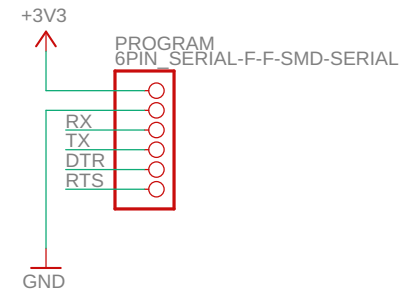 +3V3
PROGRAM
6PIN_SERIAL-F-F-SMD-SERIAL
RX
TX
DTR
RTS
GND